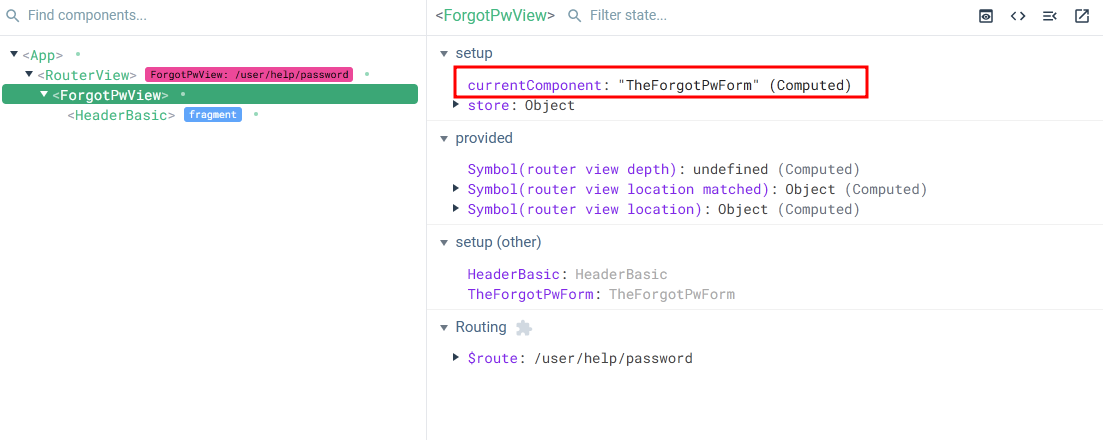 Find components...
<App>
<RouterView> ForgotPwView: /user/help/password
<ForgotPwView>
<HeaderBasic> fragment
<ForgotPwView> Filter state...
setup
currentComponent: "TheForgotPwForm" (Computed)
store: Object
provided
Symbol(router view depth): undefined (Computed)
Symbol(router view location matched): Object (Computed)
Symbol(router view location): Object (Computed)
setup (other)
HeaderBasic: HeaderBasic
TheForgotPwForm: TheForgotPwForm
Routing
$route: /user/help/password